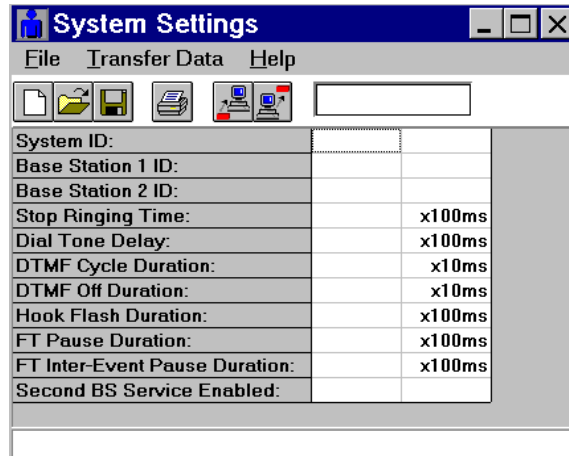 System Settings
File Transfer Data Help
System ID:
Base Station 1 ID:
Base Station 2 ID:
Stop Ringing Time: x100ms
Dial Tone Delay: x100ms
DTMF Cycle Duration: x10ms
DTMF Off Duration: x10ms
Hook Flash Duration: x100ms
FT Pause Duration: x100ms
FT Inter-Event Pause Duration: x100ms
Second BS Service Enabled: